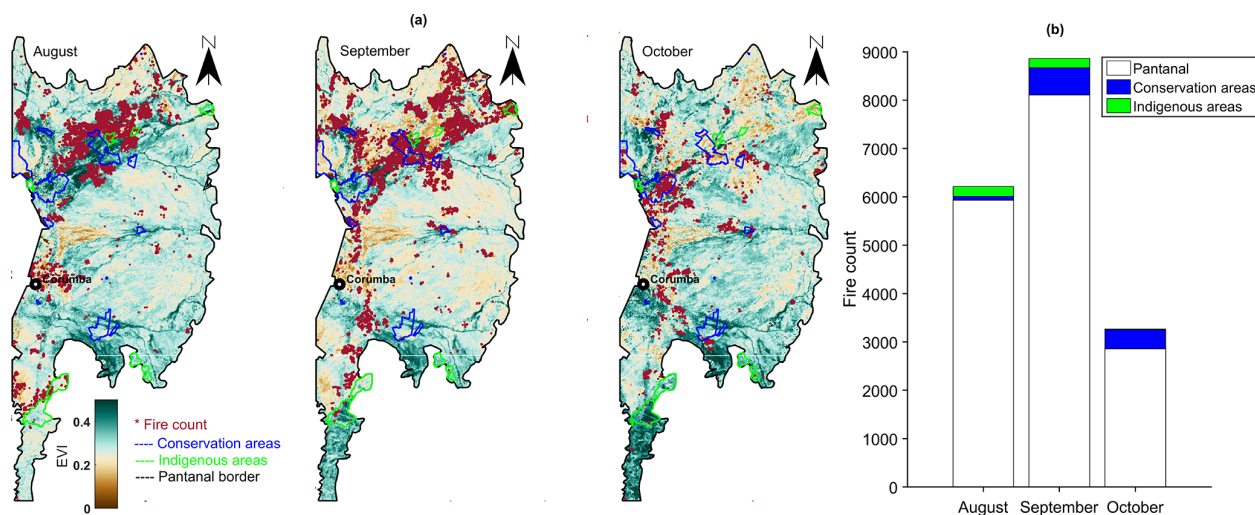 (a)
August
N
September
N
October
N
Corumba
Corumba
Corumba
0.4
0.2
0
EVI
* Fire count
---- Conservation areas
---- Indigenous areas
---- Pantanal border
(b)
9000
8000
7000
6000
5000
4000
3000
2000
1000
0
Fire count
Pantanal
Conservation areas
Indigenous areas
August
September
October